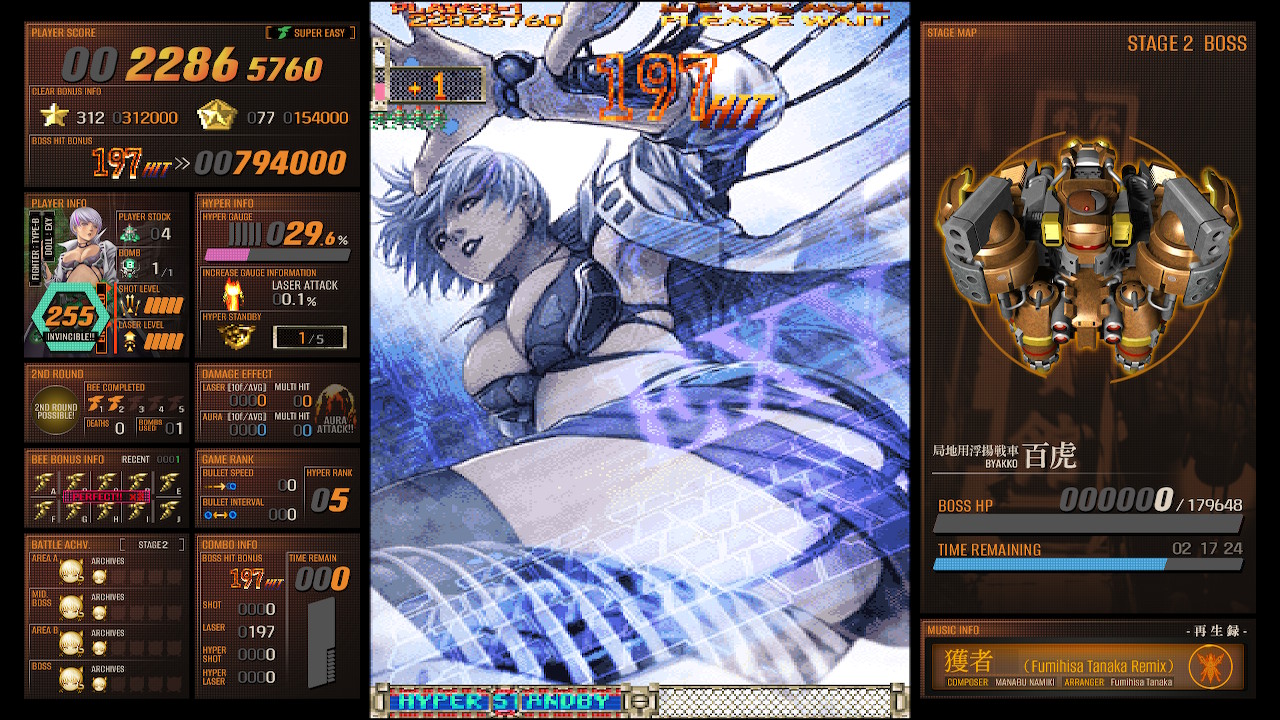 PLAYER SCORE
[ SUPER EASY ]
00 2286 5760
CLEAR BONUS INFO
312 0312000 077 0154000
BOSS HIT BONUS
197 HIT >> 00794000
PLAYER INFO
FIGHTER : TYPE-B
DOLL : EXY
PLAYER STOCK
04
BOMB
B 1/1
SHOT LEVEL
LASER LEVEL
255
INVINCIBLE!!
HYPER INFO
HYPER GAUGE
029.6%
INCREASE GAUGE INFORMATION
LASER ATTACK
00.1%
HYPER STANDBY
1/5
2ND ROUND
2ND ROUND POSSIBLE!
BEE COMPLETED
1 2 3 4 5
DEATHS 0
BOMBS USED 01
DAMAGE EFFECT
LASER [10f/AVG] MULTI HIT
0000 00
AURA [10f/AVG] MULTI HIT
0000 00
AURA ATTACK!!
BEE BONUS INFO RECENT 0001
PERFECT!! x2
A E
F G H I J
GAME RANK
BULLET SPEED
00
BULLET INTERVAL
000
HYPER RANK
05
BATTLE ACHV. [ STAGE2 ]
AREA A ARCHIVES
MID. BOSS ARCHIVES
AREA B ARCHIVES
BOSS ARCHIVES
COMBO INFO
BOSS HIT BONUS
197 HIT
TIME REMAIN
000
SHOT 0000
LASER 0197
HYPER SHOT 0000
HYPER LASER 0000
PLAYER-1
22865760
PLEASE WAIT
+ 1
197 HIT
HYPER STANDBY
STAGE MAP
STAGE 2 BOSS
局地用浮揚戦車
BYAKKO
百虎
BOSS HP 0000000/179648
TIME REMAINING 02 17 24
MUSIC INFO
-再生録-
獲者 (Fumihisa Tanaka Remix)
COMPOSER MANABU NAMIKI ARRANGER Fumihisa Tanaka